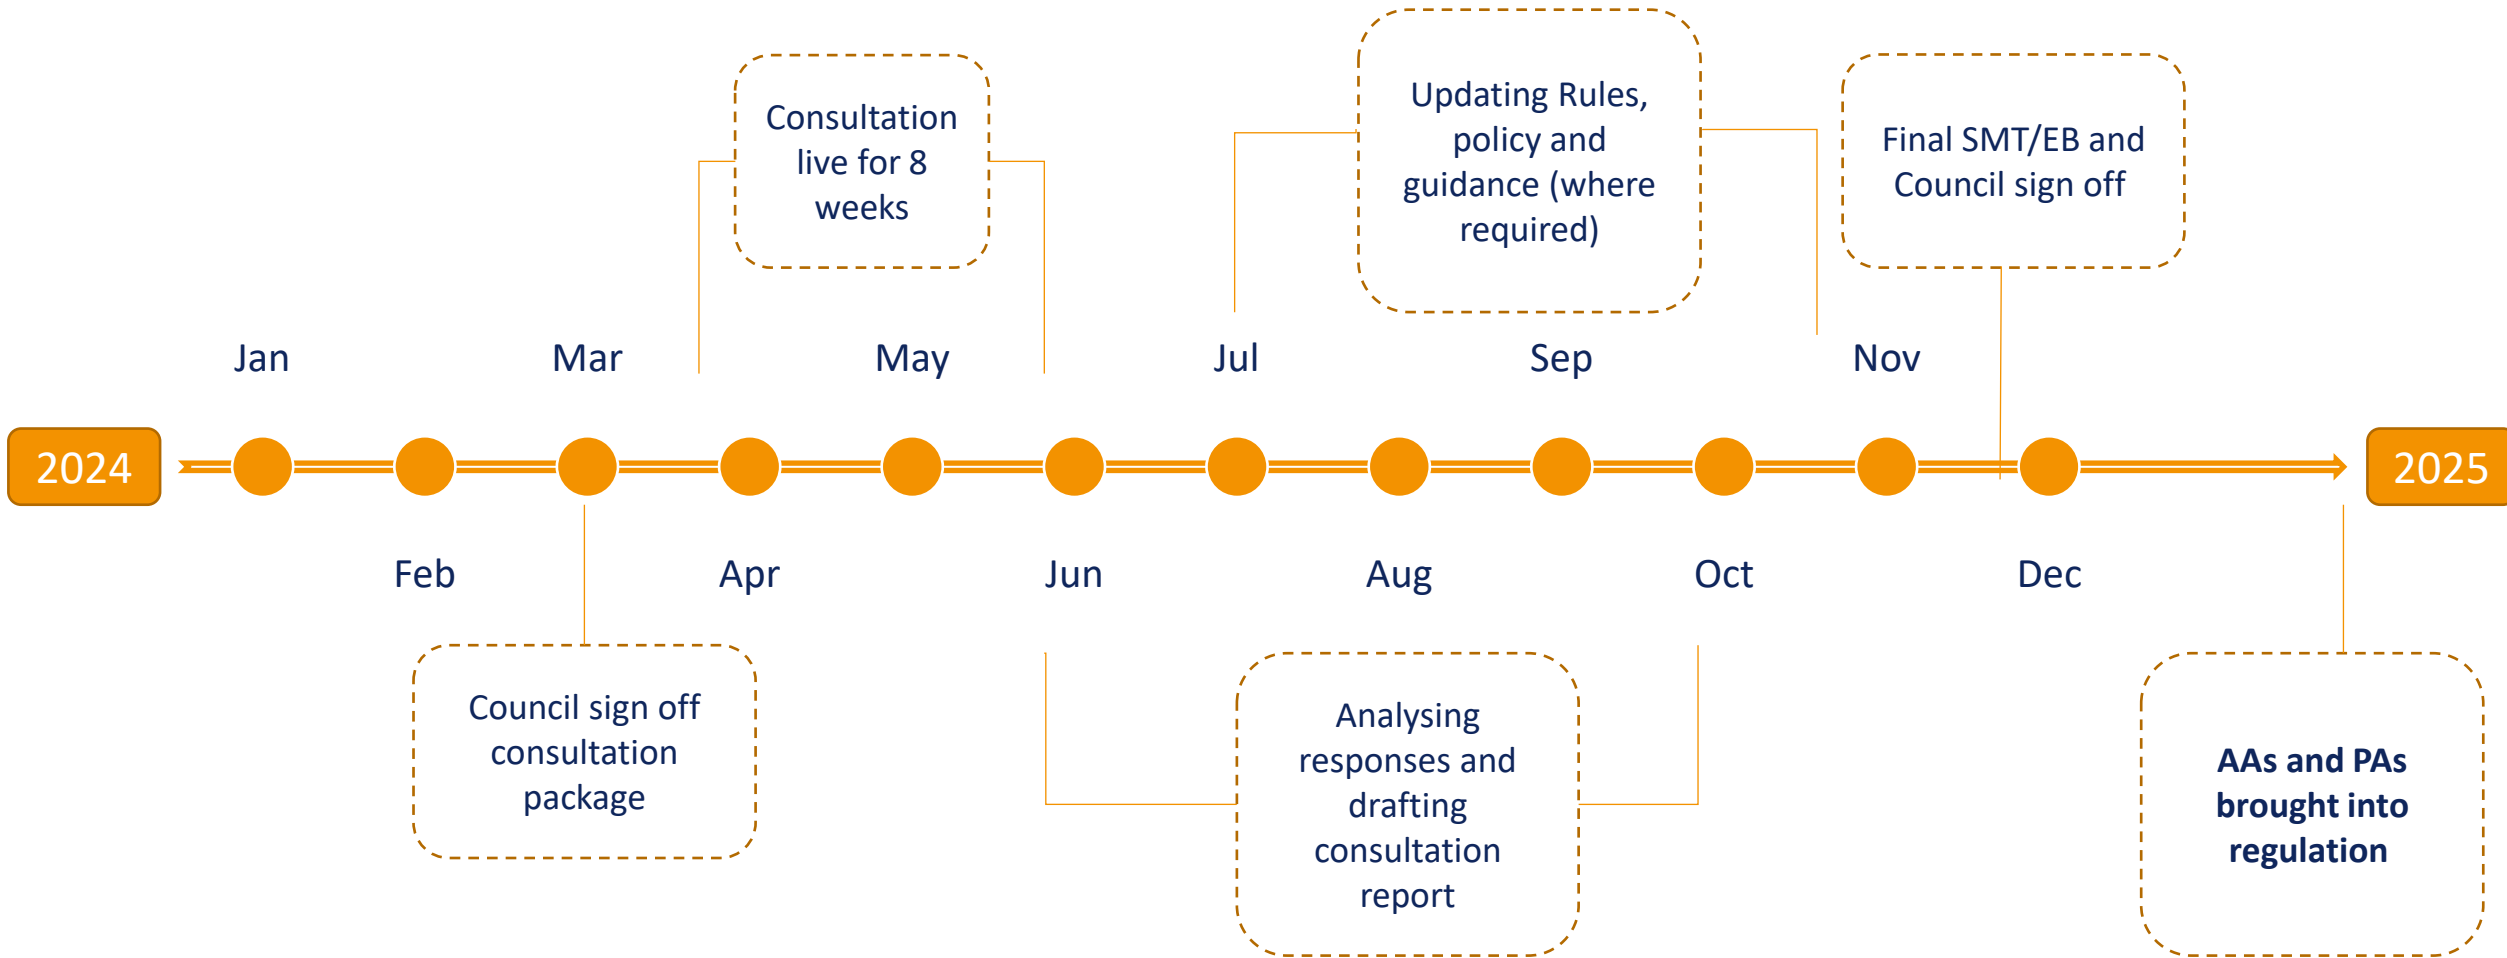 Consultation
live for 8
weeks
Updating Rules,
policy and
guidance (where
required)
Final SMT/EB and
Council sign off
Jan
Mar
May
Jul
Sep
Nov
2024
2025
Feb
Apr
Jun
Aug
Oct
Dec
Council sign off
consultation
package
Analysing
responses and
drafting
consultation
report
AAs and PAs
brought into
regulation